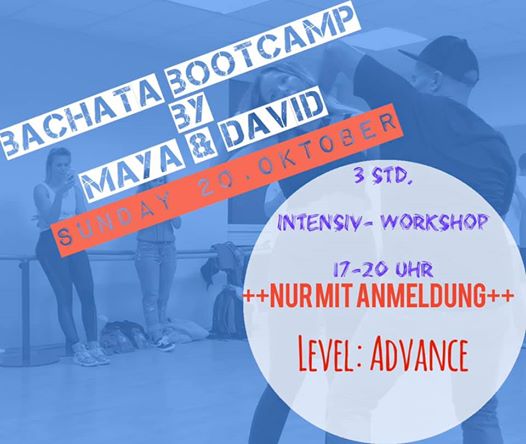 BACHATA BOOTCAMP
BY
MAYA & DAVID
SUNDAY 20.OKTOBER
3 STD.
INTENSIV- WORKSHOP
17-20 UHR
++NUR MIT ANMELDUNG++
LEVEL: ADVANCE